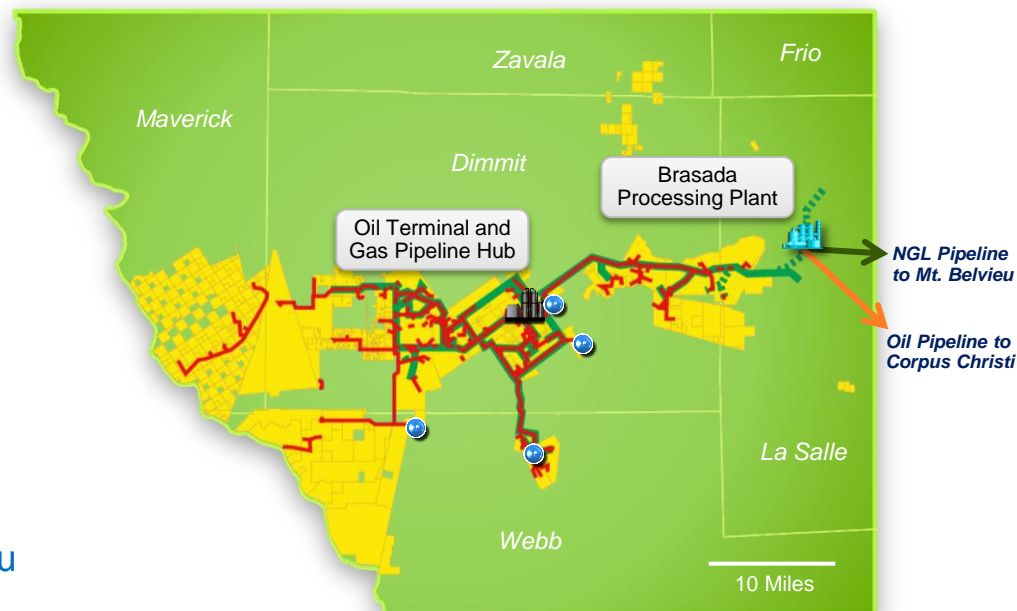 Zavala
Frio
Maverick
Dimmit
Brasada
Processing Plant
Oil Terminal and
Gas Pipeline Hub
NGL Pipeline
to Mt. Belvieu
Oil Pipeline to
Corpus Christi
La Salle
Webb
u
10 Miles